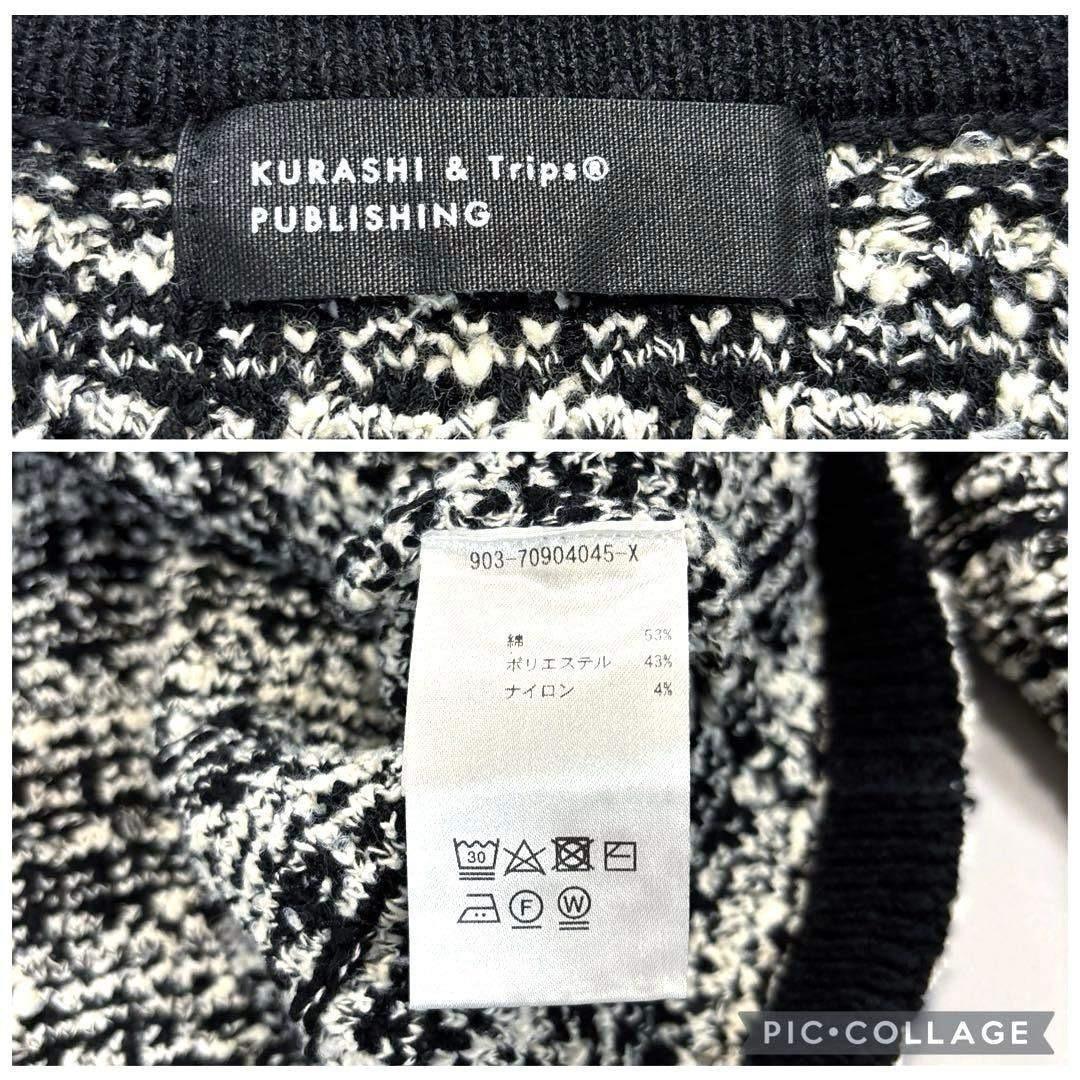 KURASHI & Trips®
PUBLISHING
903-70904045-X
綿 53%
ポリエステル 43%
ナイロン 4%
30
F W
PIC•COLLAGE